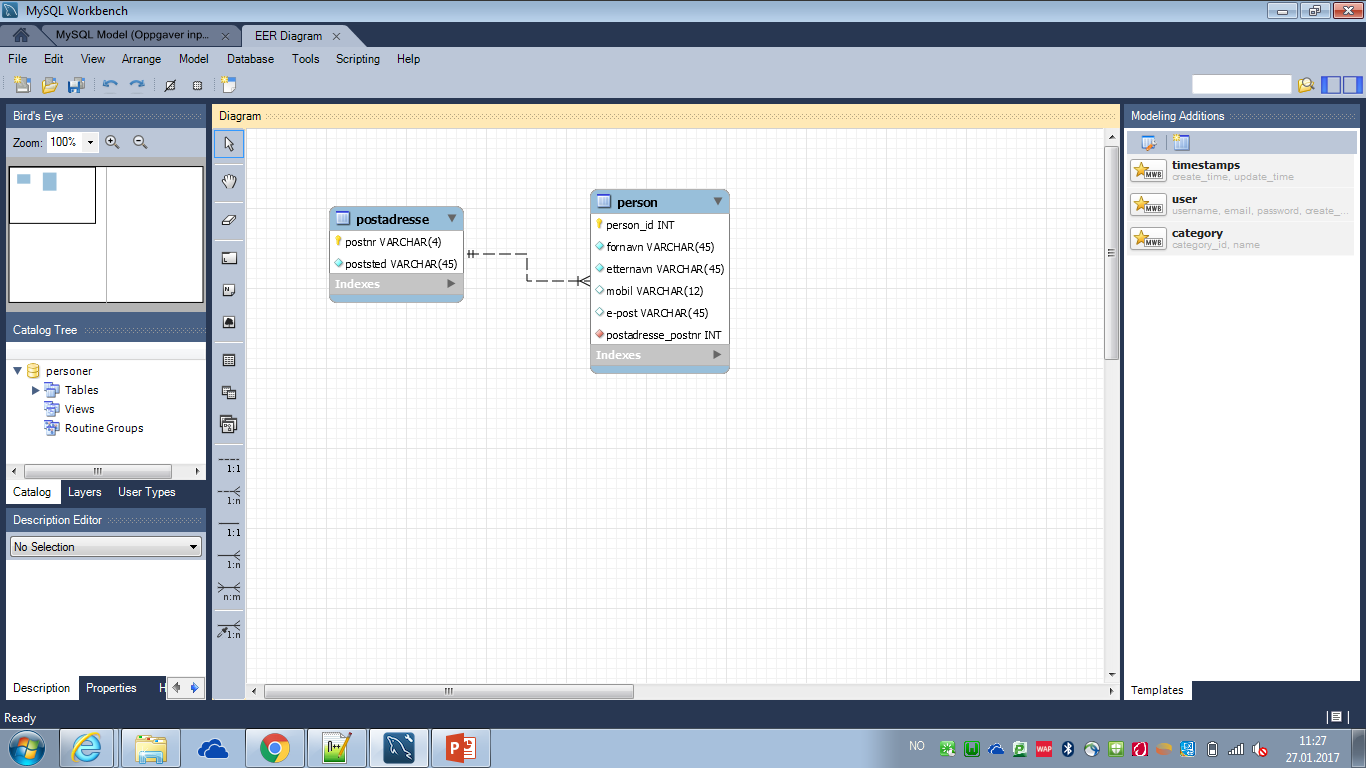 MySQL Workbench
MySQL Model (Oppgaver inp... EER Diagram
File Edit View Arrange Model Database Tools Scripting Help
Bird's Eye
Zoom: 100%
Catalog Tree
personer
Tables
Views
Routine Groups
Catalog Layers User Types
Description Editor
No Selection
Description Properties H
Diagram
1:1
1:n
1:1
1:n
n:m
1:n
postadresse
postnr VARCHAR(4)
poststed VARCHAR(45)
Indexes
person
person_id INT
fornavn VARCHAR(45)
etternavn VARCHAR(45)
mobil VARCHAR(12)
e-post VARCHAR(45)
postadresse_postnr INT
Indexes
Modeling Additions
MWB
timestamps
create_time, update_time
MWB
user
username, email, password, create_...
MWB
category
category_id, name
Templates
Ready
NO
WAP
11:27
27.01.2017